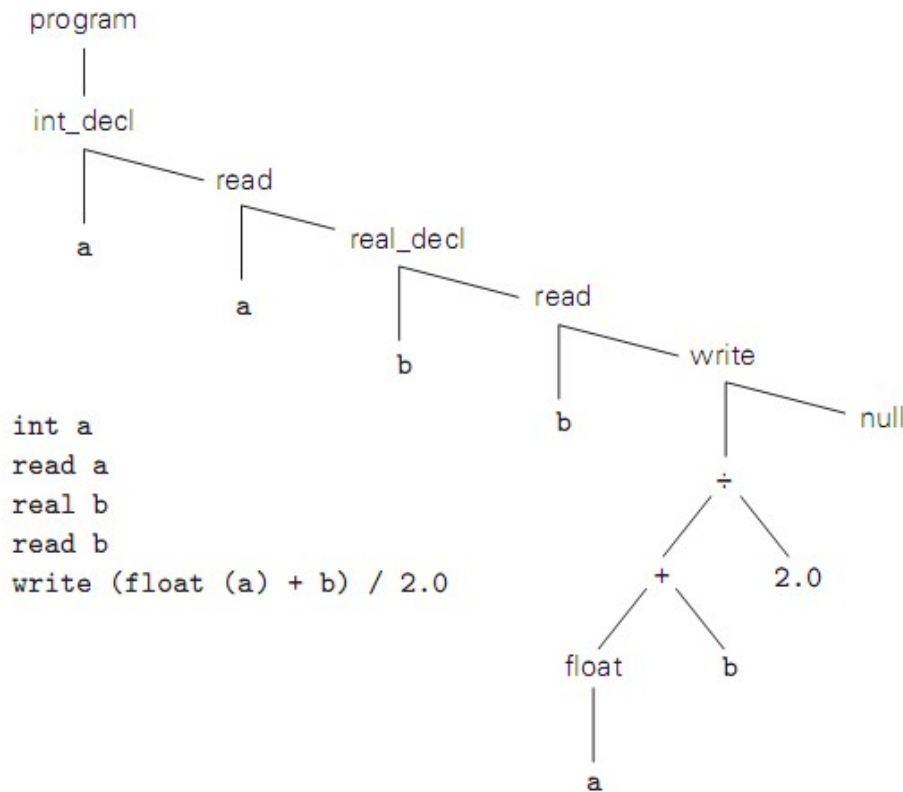 program
int_decl
read
a
real_decl
a
read
b
write
b
null
int a
read a
real b
read b
write (float (a) + b) / 2.0
÷
+
2.0
float
b
a